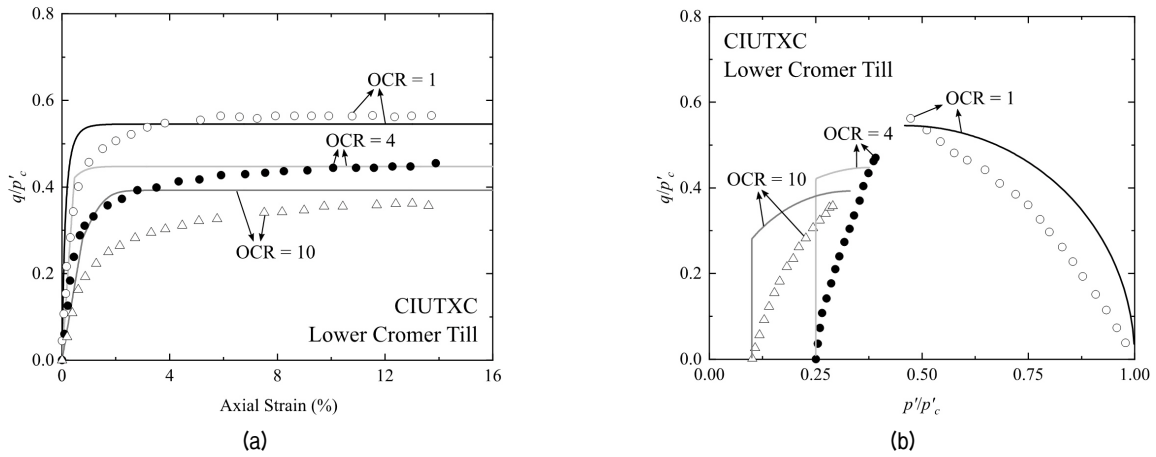 0.8
0.6
0.4
0.2
0.0
0
4
8
12
16
q/p′c
Axial Strain (%)
OCR = 1
OCR = 4
OCR = 10
CIUTXC
Lower Cromer Till
(a)
0.8
0.6
0.4
0.2
0.0
0.00
0.25
0.50
0.75
1.00
q/p′c
p′/p′c
CIUTXC
Lower Cromer Till
OCR = 1
OCR = 4
OCR = 10
(b)